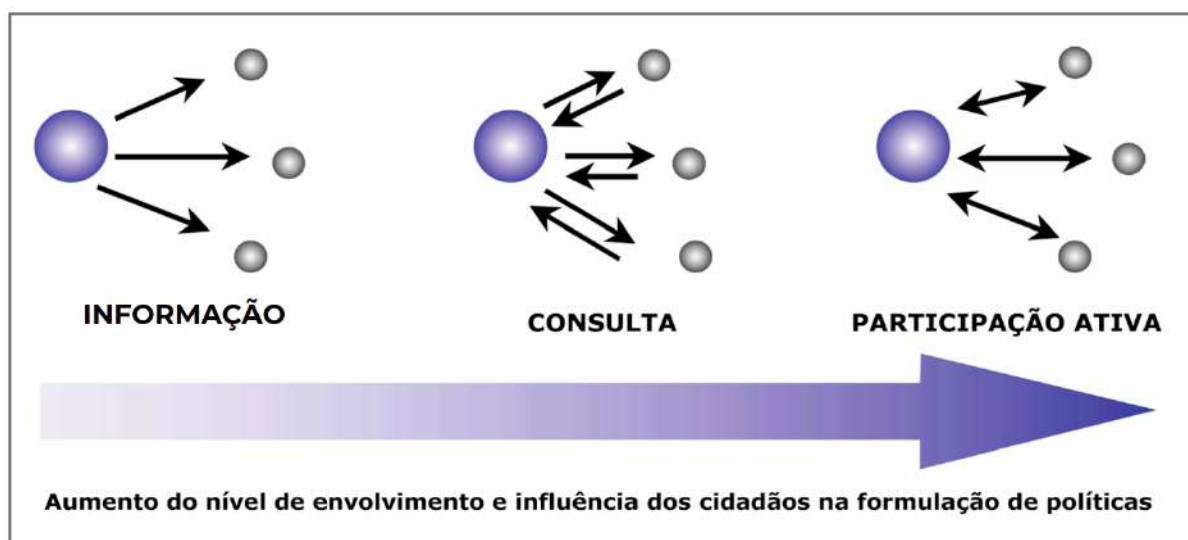 INFORMAÇÃO
CONSULTA
PARTICIPAÇÃO ATIVA
Aumento do nível de envolvimento e influência dos cidadãos na formulação de políticas